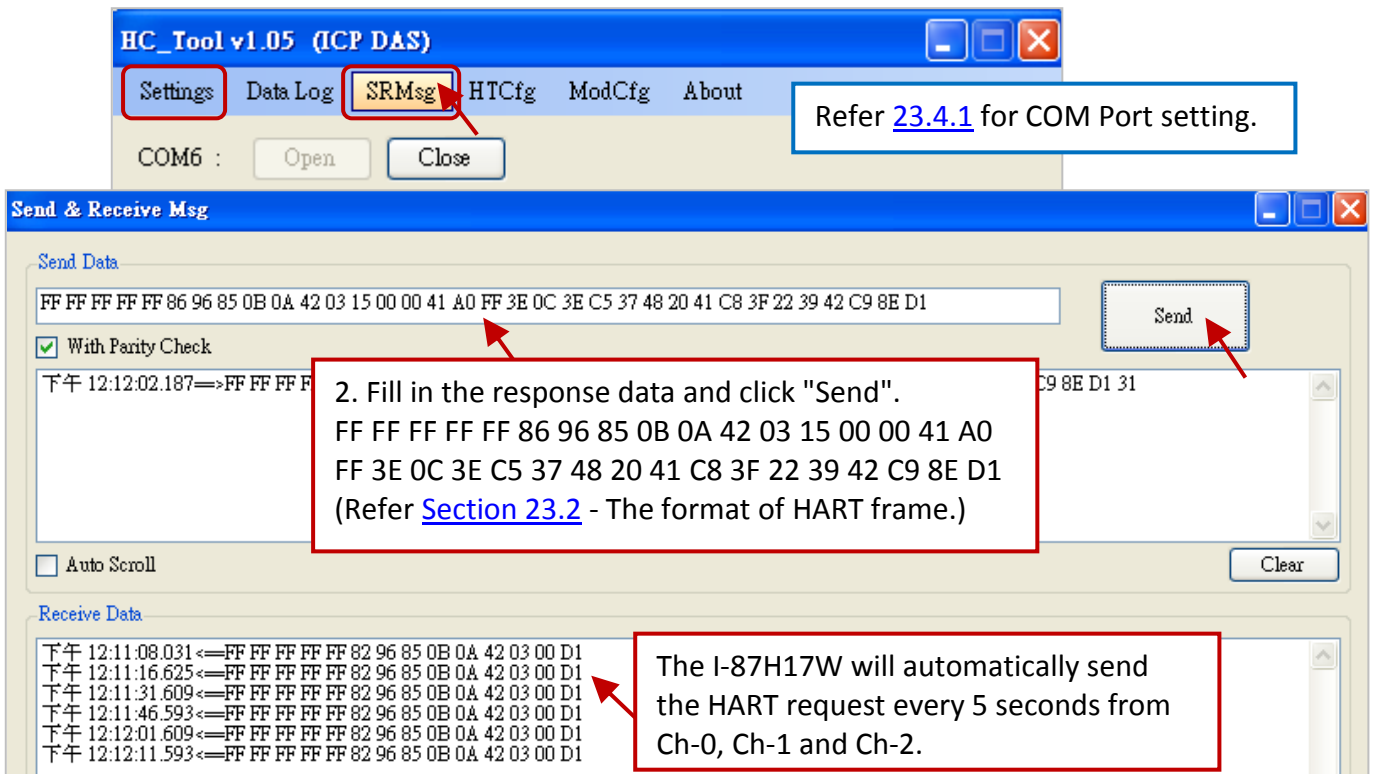 HC_Tool v1.05 (ICP DAS)
Settings Data Log SRMsg HTCfg ModCfg About
Refer 23.4.1 for COM Port setting.
COM6 : Open Close
Send & Receive Msg
Send Data
FF FF FF FF FF 86 96 85 0B 0A 42 03 15 00 00 41 A0 FF 3E 0C 3E C5 37 48 20 41 C8 3F 22 39 42 C9 8E D1
Send
With Parity Check
下午 12:12:02.187==>FF FF FF F
C9 8E D1 31
2. Fill in the response data and click "Send".
FF FF FF FF FF 86 96 85 0B 0A 42 03 15 00 00 41 A0
FF 3E 0C 3E C5 37 48 20 41 C8 3F 22 39 42 C9 8E D1
(Refer Section 23.2 - The format of HART frame.)
Auto Scroll
Clear
Receive Data
下午 12:11:08.031<==FF FF FF FF FF 82 96 85 0B 0A 42 03 00 D1
下午 12:11:16.625<==FF FF FF FF FF 82 96 85 0B 0A 42 03 00 D1
下午 12:11:31.609<==FF FF FF FF FF 82 96 85 0B 0A 42 03 00 D1
下午 12:11:46.593<==FF FF FF FF FF 82 96 85 0B 0A 42 03 00 D1
下午 12:12:01.609<==FF FF FF FF FF 82 96 85 0B 0A 42 03 00 D1
下午 12:12:11.593<==FF FF FF FF FF 82 96 85 0B 0A 42 03 00 D1
The I-87H17W will automatically send
the HART request every 5 seconds from
Ch-0, Ch-1 and Ch-2.